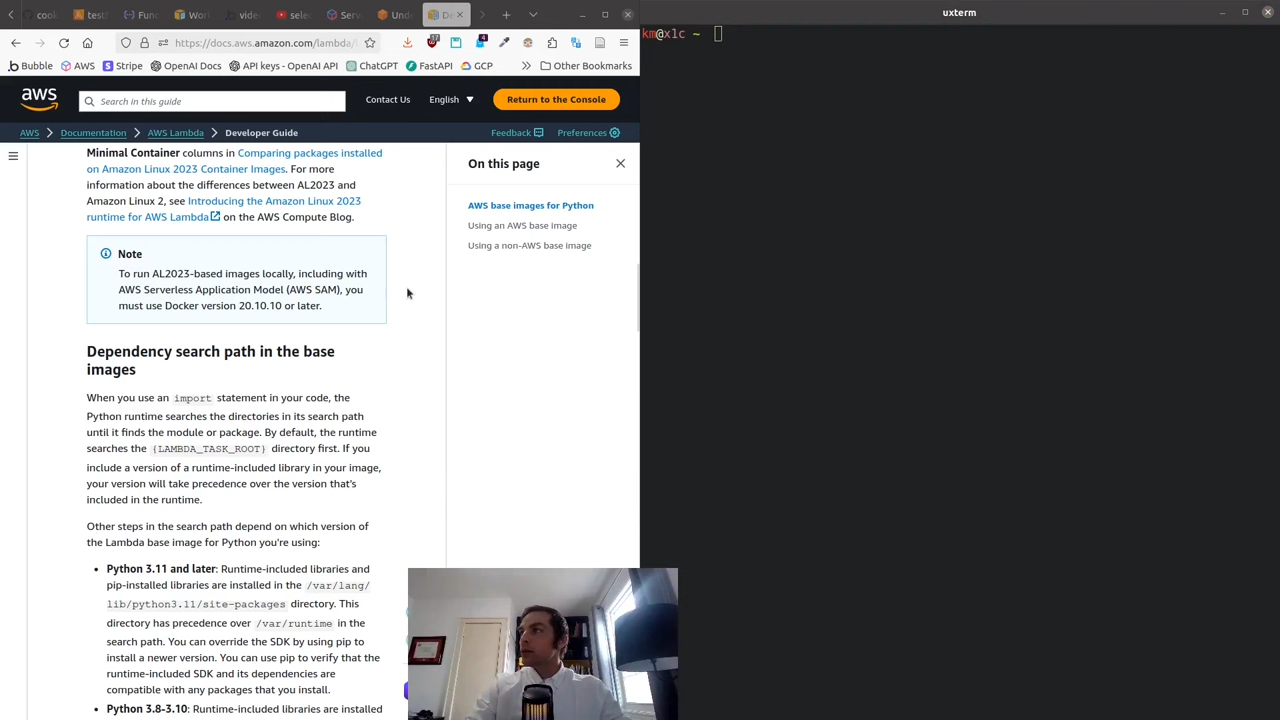 cook
test
Func
Wor
video
sele
Serv
Und
De
uxterm
https://docs.aws.amazon.com/lambda/l
17
4
Bubble
AWS
Stripe
OpenAI Docs
API keys - OpenAI API
ChatGPT
FastAPI
GCP
Other Bookmarks
km@x1c ~
aws
Search in this guide
Contact Us
English
Return to the Console
AWS
Documentation
AWS Lambda
Developer Guide
Feedback
Preferences
Minimal Container columns in Comparing packages installed
on Amazon Linux 2023 Container Images. For more
information about the differences between AL2023 and
Amazon Linux 2, see Introducing the Amazon Linux 2023
runtime for AWS Lambda on the AWS Compute Blog.
Note
To run AL2023-based images locally, including with
AWS Serverless Application Model (AWS SAM), you
must use Docker version 20.10.10 or later.
Dependency search path in the base
images
When you use an import statement in your code, the
Python runtime searches the directories in its search path
until it finds the module or package. By default, the runtime
searches the {LAMBDA_TASK_ROOT} directory first. If you
include a version of a runtime-included library in your image,
your version will take precedence over the version that's
included in the runtime.
Other steps in the search path depend on which version of
the Lambda base image for Python you're using:
• Python 3.11 and later: Runtime-included libraries and
pip-installed libraries are installed in the /var/lang/
lib/python3.11/site-packages directory. This
directory has precedence over /var/runtime in the
search path. You can override the SDK by using pip to
install a newer version. You can use pip to verify that the
runtime-included SDK and its dependencies are
compatible with any packages that you install.
• Python 3.8-3.10: Runtime-included libraries are installed
On this page
AWS base images for Python
Using an AWS base image
Using a non-AWS base image